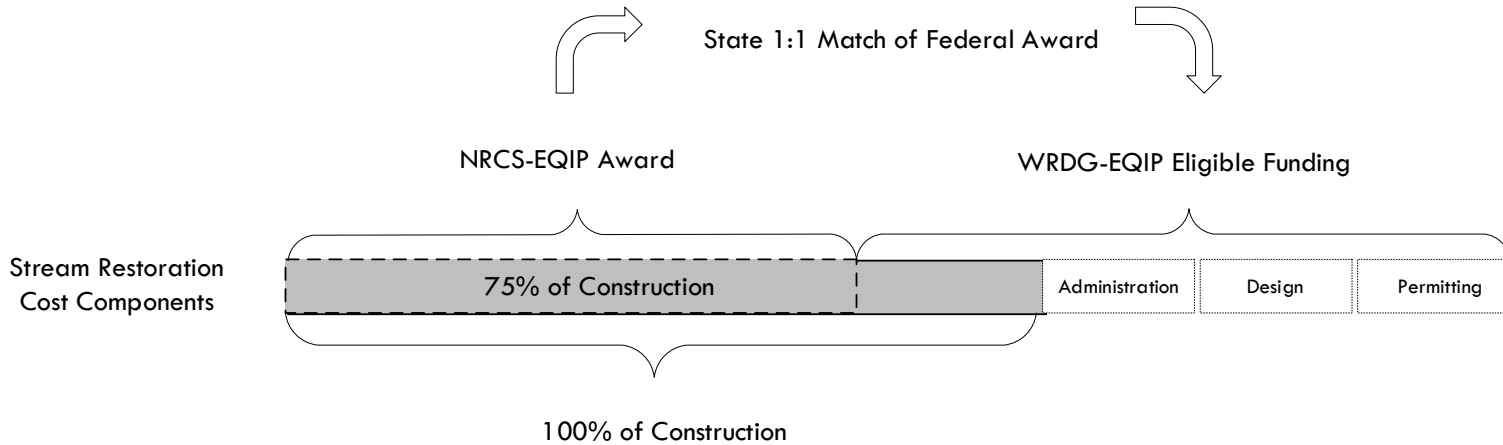 State 1:1 Match of Federal Award
NRCS-EQIP Award
WRDG-EQIP Eligible Funding
Stream Restoration
Cost Components
75% of Construction
Administration
Design
Permitting
100% of Construction